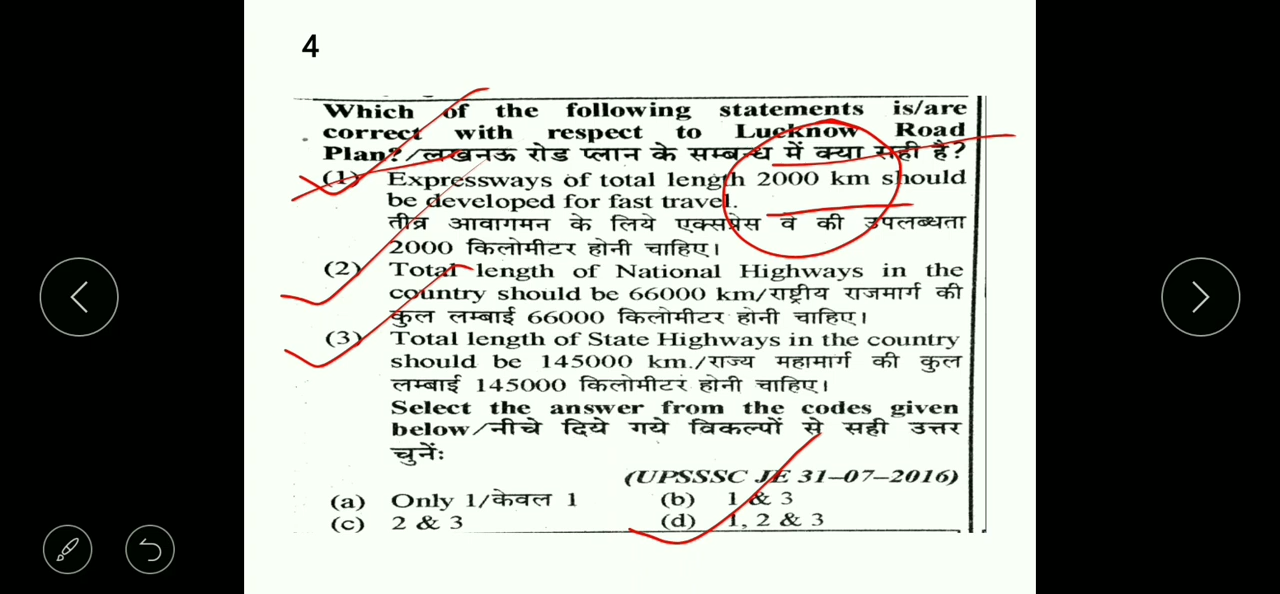 4
Which of the following statements is/are
correct with respect to Lucknow Road
Plan?/लखनऊ रोड प्लान के सम्बन्ध में क्या सही है?
(1) Expressways of total length 2000 km should
be developed for fast travel.
तीव्र आवागमन के लिये एक्सप्रेस वे की उपलब्धता
2000 किलोमीटर होनी चाहिए।
(2) Total length of National Highways in the
country should be 66000 km/राष्ट्रीय राजमार्ग की
कुल लम्बाई 66000 किलोमीटर होनी चाहिए।
(3) Total length of State Highways in the country
should be 145000 km./राज्य महामार्ग की कुल
लम्बाई 145000 किलोमीटर होनी चाहिए।
Select the answer from the codes given
below/नीचे दिये गये विकल्पों से सही उत्तर
चुनें:
(UPSSSC JE 31–07–2016)
(a) Only 1/केवल 1 (b) 1 & 3
(c) 2 & 3 (d) 1, 2 & 3